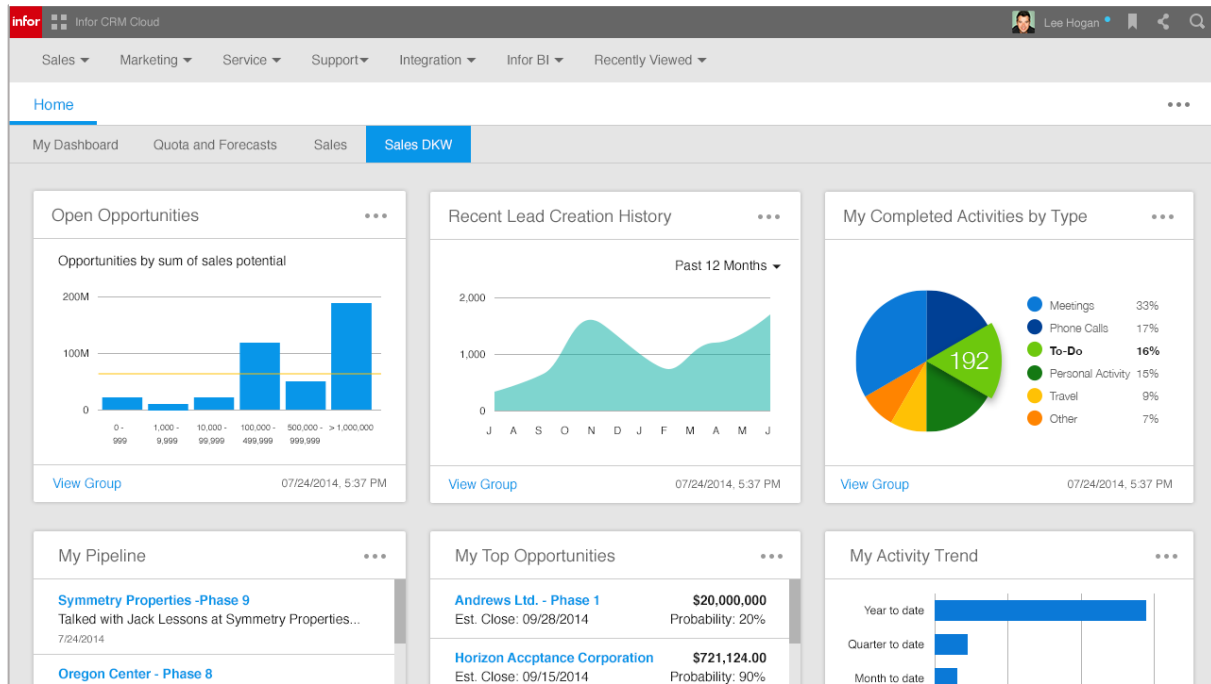 infor Infor CRM Cloud Lee Hogan
Sales Marketing Service Support Integration Infor BI Recently Viewed
Home
My Dashboard Quota and Forecasts Sales Sales DKW
Open Opportunities
Opportunities by sum of sales potential
200M
100M
0
0 - 1,000 - 10,000 - 100,000 - 500,000 - > 1,000,000
999 9,999 99,999 499,999 999,999
View Group 07/24/2014, 5:37 PM
Recent Lead Creation History
Past 12 Months
2,000
1,000
0
J A S O N D J F M A M J
View Group 07/24/2014, 5:37 PM
My Completed Activities by Type
192
Meetings 33%
Phone Calls 17%
To-Do 16%
Personal Activity 15%
Travel 9%
Other 7%
View Group 07/24/2014, 5:37 PM
My Pipeline
Symmetry Properties -Phase 9
Talked with Jack Lessons at Symmetry Properties...
7/24/2014
Oregon Center - Phase 8
My Top Opportunities
Andrews Ltd. - Phase 1 $20,000,000
Est. Close: 09/28/2014 Probability: 20%
Horizon Accptance Corporation $721,124.00
Est. Close: 09/15/2014 Probability: 90%
My Activity Trend
Year to date
Quarter to date
Month to date